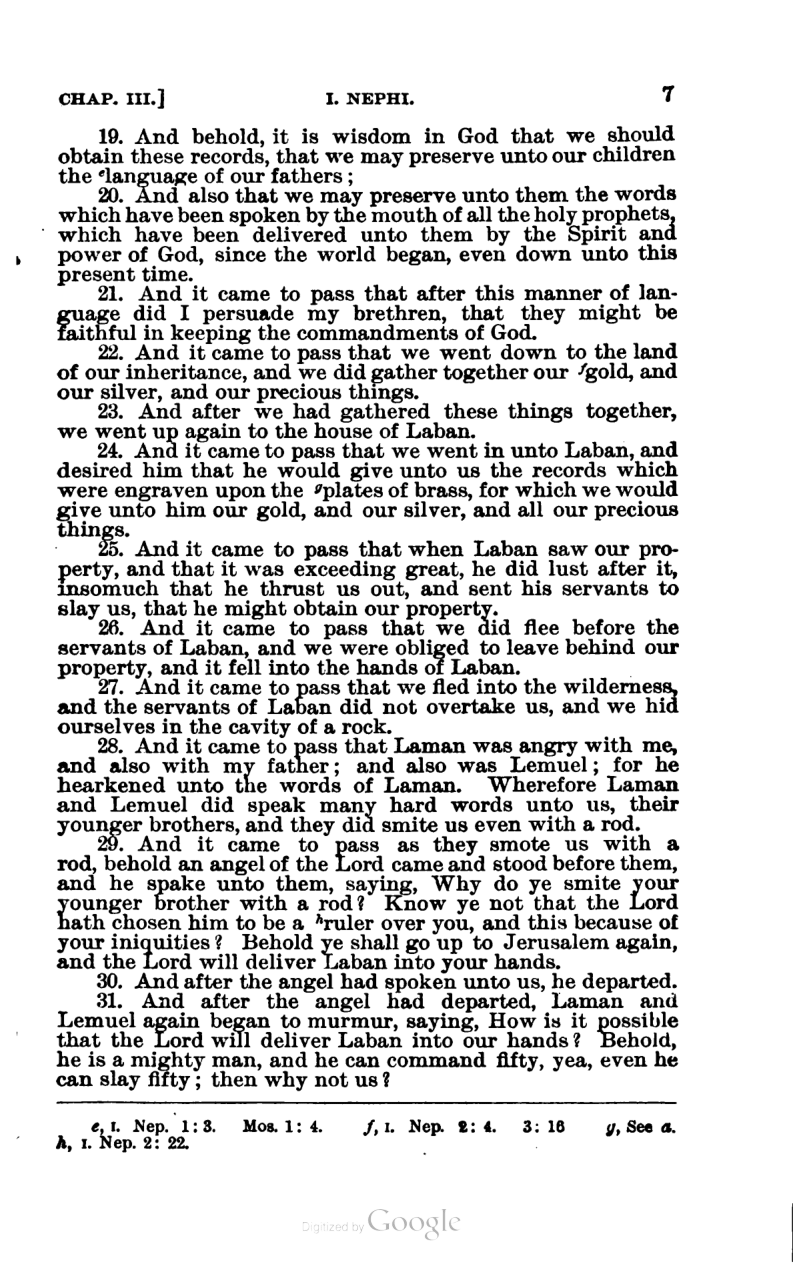 CHAP. III.] I. NEPHI. 7
19. And behold, it is wisdom in God that we should
obtain these records, that we may preserve unto our children
the ᵉlanguage of our fathers;
20. And also that we may preserve unto them the words
which have been spoken by the mouth of all the holy prophets,
which have been delivered unto them by the Spirit and
power of God, since the world began, even down unto this
present time.
21. And it came to pass that after this manner of lan-
guage did I persuade my brethren, that they might be
faithful in keeping the commandments of God.
22. And it came to pass that we went down to the land
of our inheritance, and we did gather together our ᶠgold, and
our silver, and our precious things.
23. And after we had gathered these things together,
we went up again to the house of Laban.
24. And it came to pass that we went in unto Laban, and
desired him that he would give unto us the records which
were engraven upon the ᵍplates of brass, for which we would
give unto him our gold, and our silver, and all our precious
things.
25. And it came to pass that when Laban saw our pro-
perty, and that it was exceeding great, he did lust after it,
insomuch that he thrust us out, and sent his servants to
slay us, that he might obtain our property.
26. And it came to pass that we did flee before the
servants of Laban, and we were obliged to leave behind our
property, and it fell into the hands of Laban.
27. And it came to pass that we fled into the wilderness,
and the servants of Laban did not overtake us, and we hid
ourselves in the cavity of a rock.
28. And it came to pass that Laman was angry with me,
and also with my father; and also was Lemuel; for he
hearkened unto the words of Laman. Wherefore Laman
and Lemuel did speak many hard words unto us, their
younger brothers, and they did smite us even with a rod.
29. And it came to pass as they smote us with a
rod, behold an angel of the Lord came and stood before them,
and he spake unto them, saying, Why do ye smite your
younger brother with a rod? Know ye not that the Lord
hath chosen him to be a ʰruler over you, and this because of
your iniquities? Behold ye shall go up to Jerusalem again,
and the Lord will deliver Laban into your hands.
30. And after the angel had spoken unto us, he departed.
31. And after the angel had departed, Laman and
Lemuel again began to murmur, saying, How is it possible
that the Lord will deliver Laban into our hands? Behold,
he is a mighty man, and he can command fifty, yea, even he
can slay fifty; then why not us?
e, I. Nep. 1: 3. Mos. 1: 4. f, I. Nep. 2: 4. 3: 16 g, See a.
h, I. Nep. 2: 22.
Digitized by Google